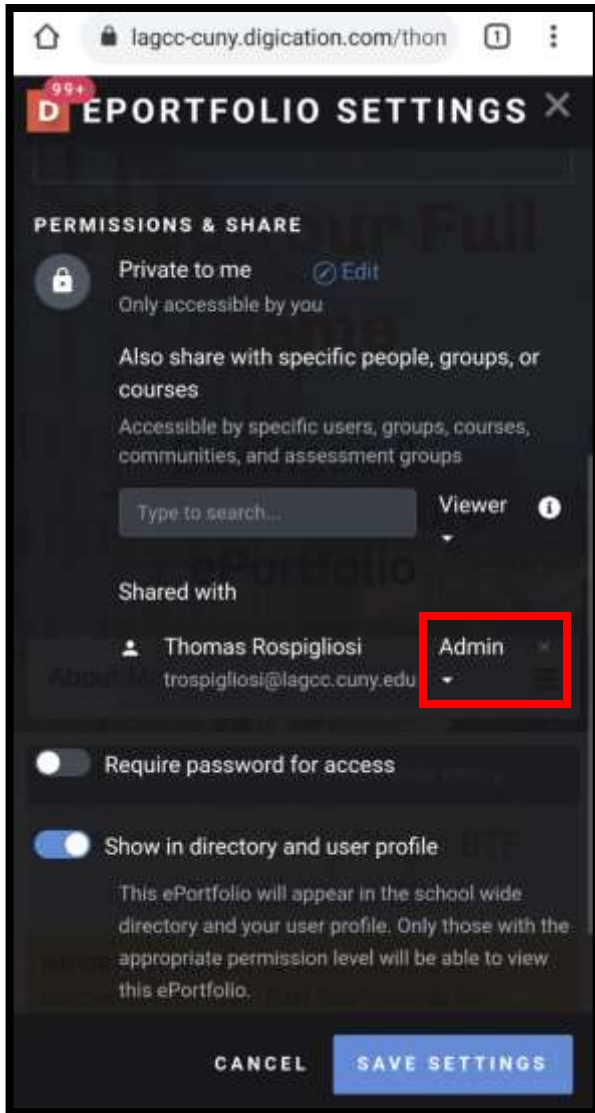 lagcc-cuny.digication.com/thon 1
99+
D EPORTFOLIO SETTINGS ×
PERMISSIONS & SHARE
Private to me Edit
Only accessible by you
Also share with specific people, groups, or
courses
Accessible by specific users, groups, courses,
communities, and assessment groups
Type to search... Viewer
Shared with
Thomas Rospigliosi Admin ×
trospigliosi@lagcc.cuny.edu
Require password for access
Show in directory and user profile
This ePortfolio will appear in the school wide
directory and your user profile. Only those with the
appropriate permission level will be able to view
this ePortfolio.
CANCEL SAVE SETTINGS